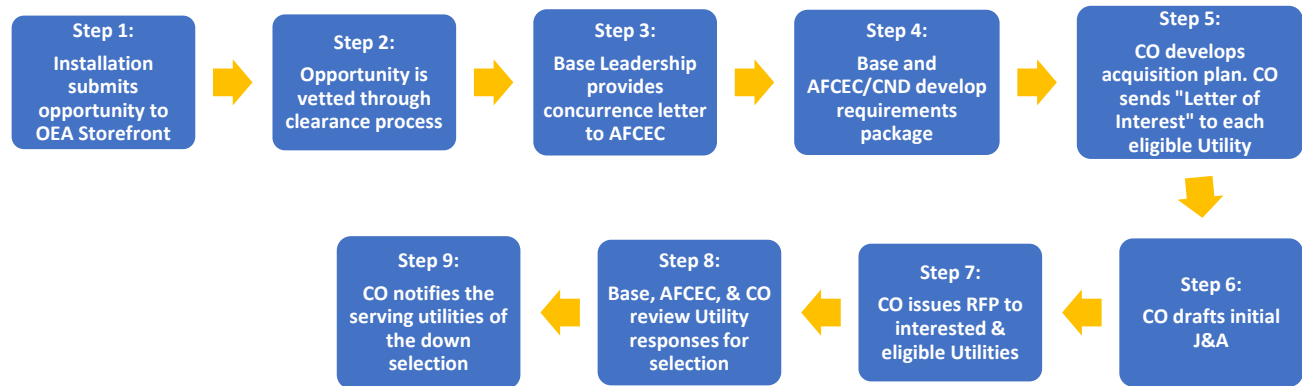 Step 1:
Installation
submits
opportunity to
OEA Storefront
Step 2:
Opportunity is
vetted through
clearance process
Step 3:
Base Leadership
provides
concurrence letter
to AFCEC
Step 4:
Base and
AFCEC/CND develop
requirements
package
Step 5:
CO develops
acquisition plan. CO
sends "Letter of
Interest" to each
eligible Utility
Step 6:
CO drafts initial
J&A
Step 7:
CO issues RFP to
interested &
eligible Utilities
Step 8:
Base, AFCEC, & CO
review Utility
responses for
selection
Step 9:
CO notifies the
serving utilities of
the down
selection